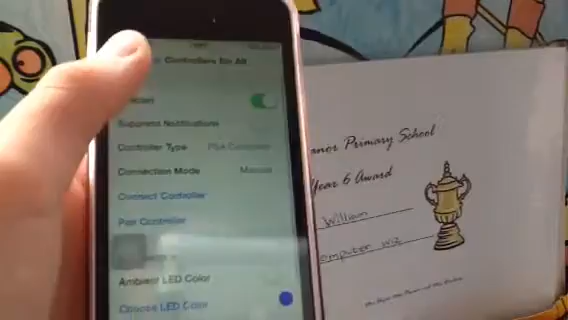 Controllers for All
Suppress Notifications
Controller Type
Connection Mode Manual
Connect Controller
Pair Controller
Ambient LED Color
Choose LED Color
Primary School
Year 6 Award
William
omputer wiz